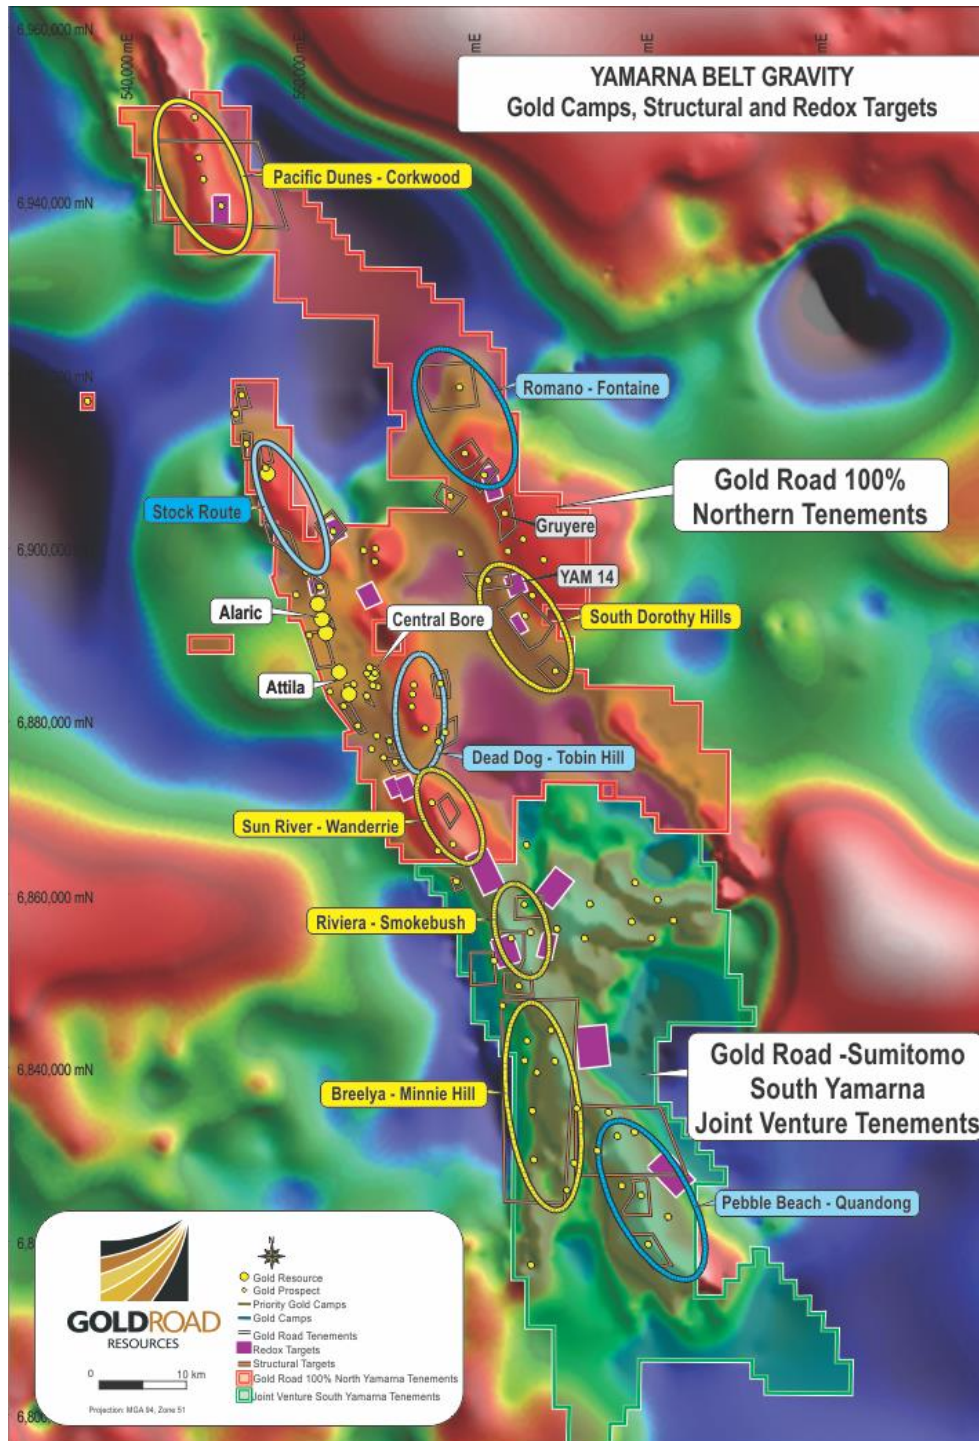 6,960,000 mN
540,000 mE
560,000 mE
mE
mE
mE
YAMARNA BELT GRAVITY
Gold Camps, Structural and Redox Targets
Pacific Dunes - Corkwood
6,940,000 mN
mN
Romano - Fontaine
Gold Road 100%
Northern Tenements
Stock Route
Gruyere
6,900,000 mN
YAM 14
Alaric
Central Bore
South Dorothy Hills
Attila
6,880,000 mN
Dead Dog - Tobin Hill
Sun River - Wanderrie
6,860,000 mN
Riviera - Smokebush
Gold Road -Sumitomo
South Yamarna
Joint Venture Tenements
6,840,000 mN
Breelya - Minnie Hill
Pebble Beach - Quandong
6,8
GOLDROAD
RESOURCES
0 10 km
Projection: MGA 94, Zone 51
N
Gold Resource
Gold Prospect
Priority Gold Camps
Gold Camps
Gold Road Tenements
Redox Targets
Structural Targets
Gold Road 100% North Yamarna Tenements
Joint Venture South Yamarna Tenements
6,80